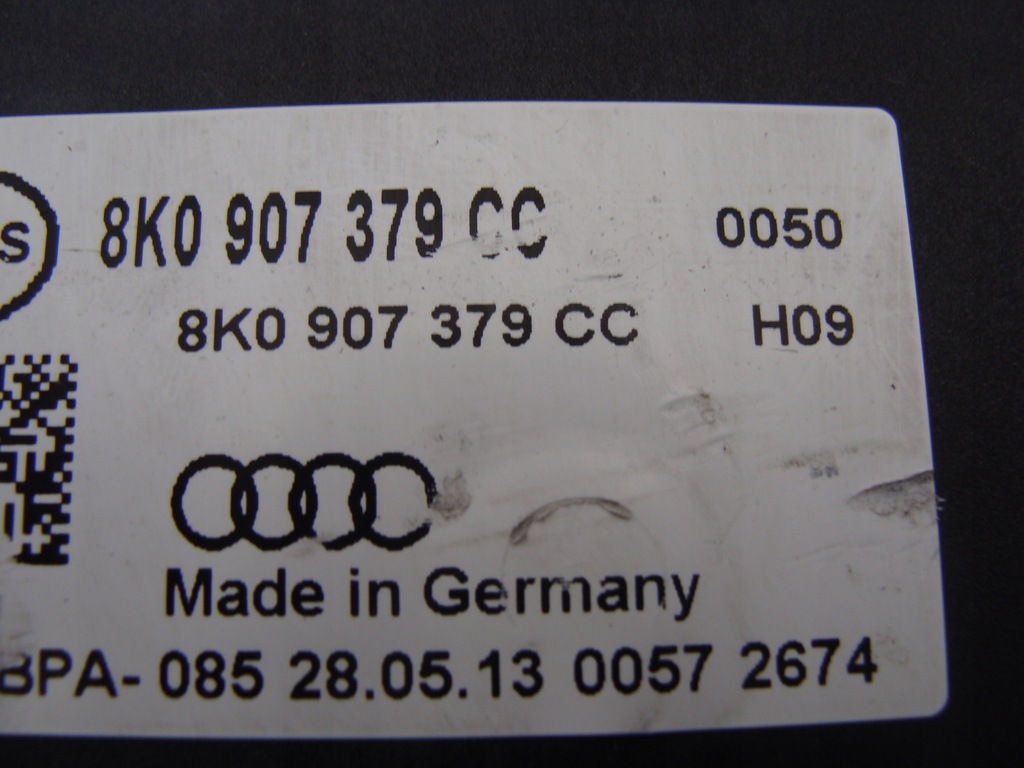 S
8K0 907 379 CC 0050
8K0 907 379 CC H09
Made in Germany
BPA- 085 28.05.13 0057 2674